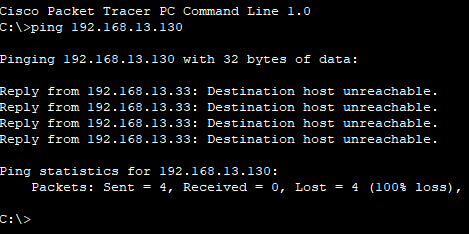 Cisco Packet Tracer PC Command Line 1.0
C:\>ping 192.168.13.130
Pinging 192.168.13.130 with 32 bytes of data:
Reply from 192.168.13.33: Destination host unreachable.
Reply from 192.168.13.33: Destination host unreachable.
Reply from 192.168.13.33: Destination host unreachable.
Reply from 192.168.13.33: Destination host unreachable.
Ping statistics for 192.168.13.130:
Packets: Sent = 4, Received = 0, Lost = 4 (100% loss),
C:\>